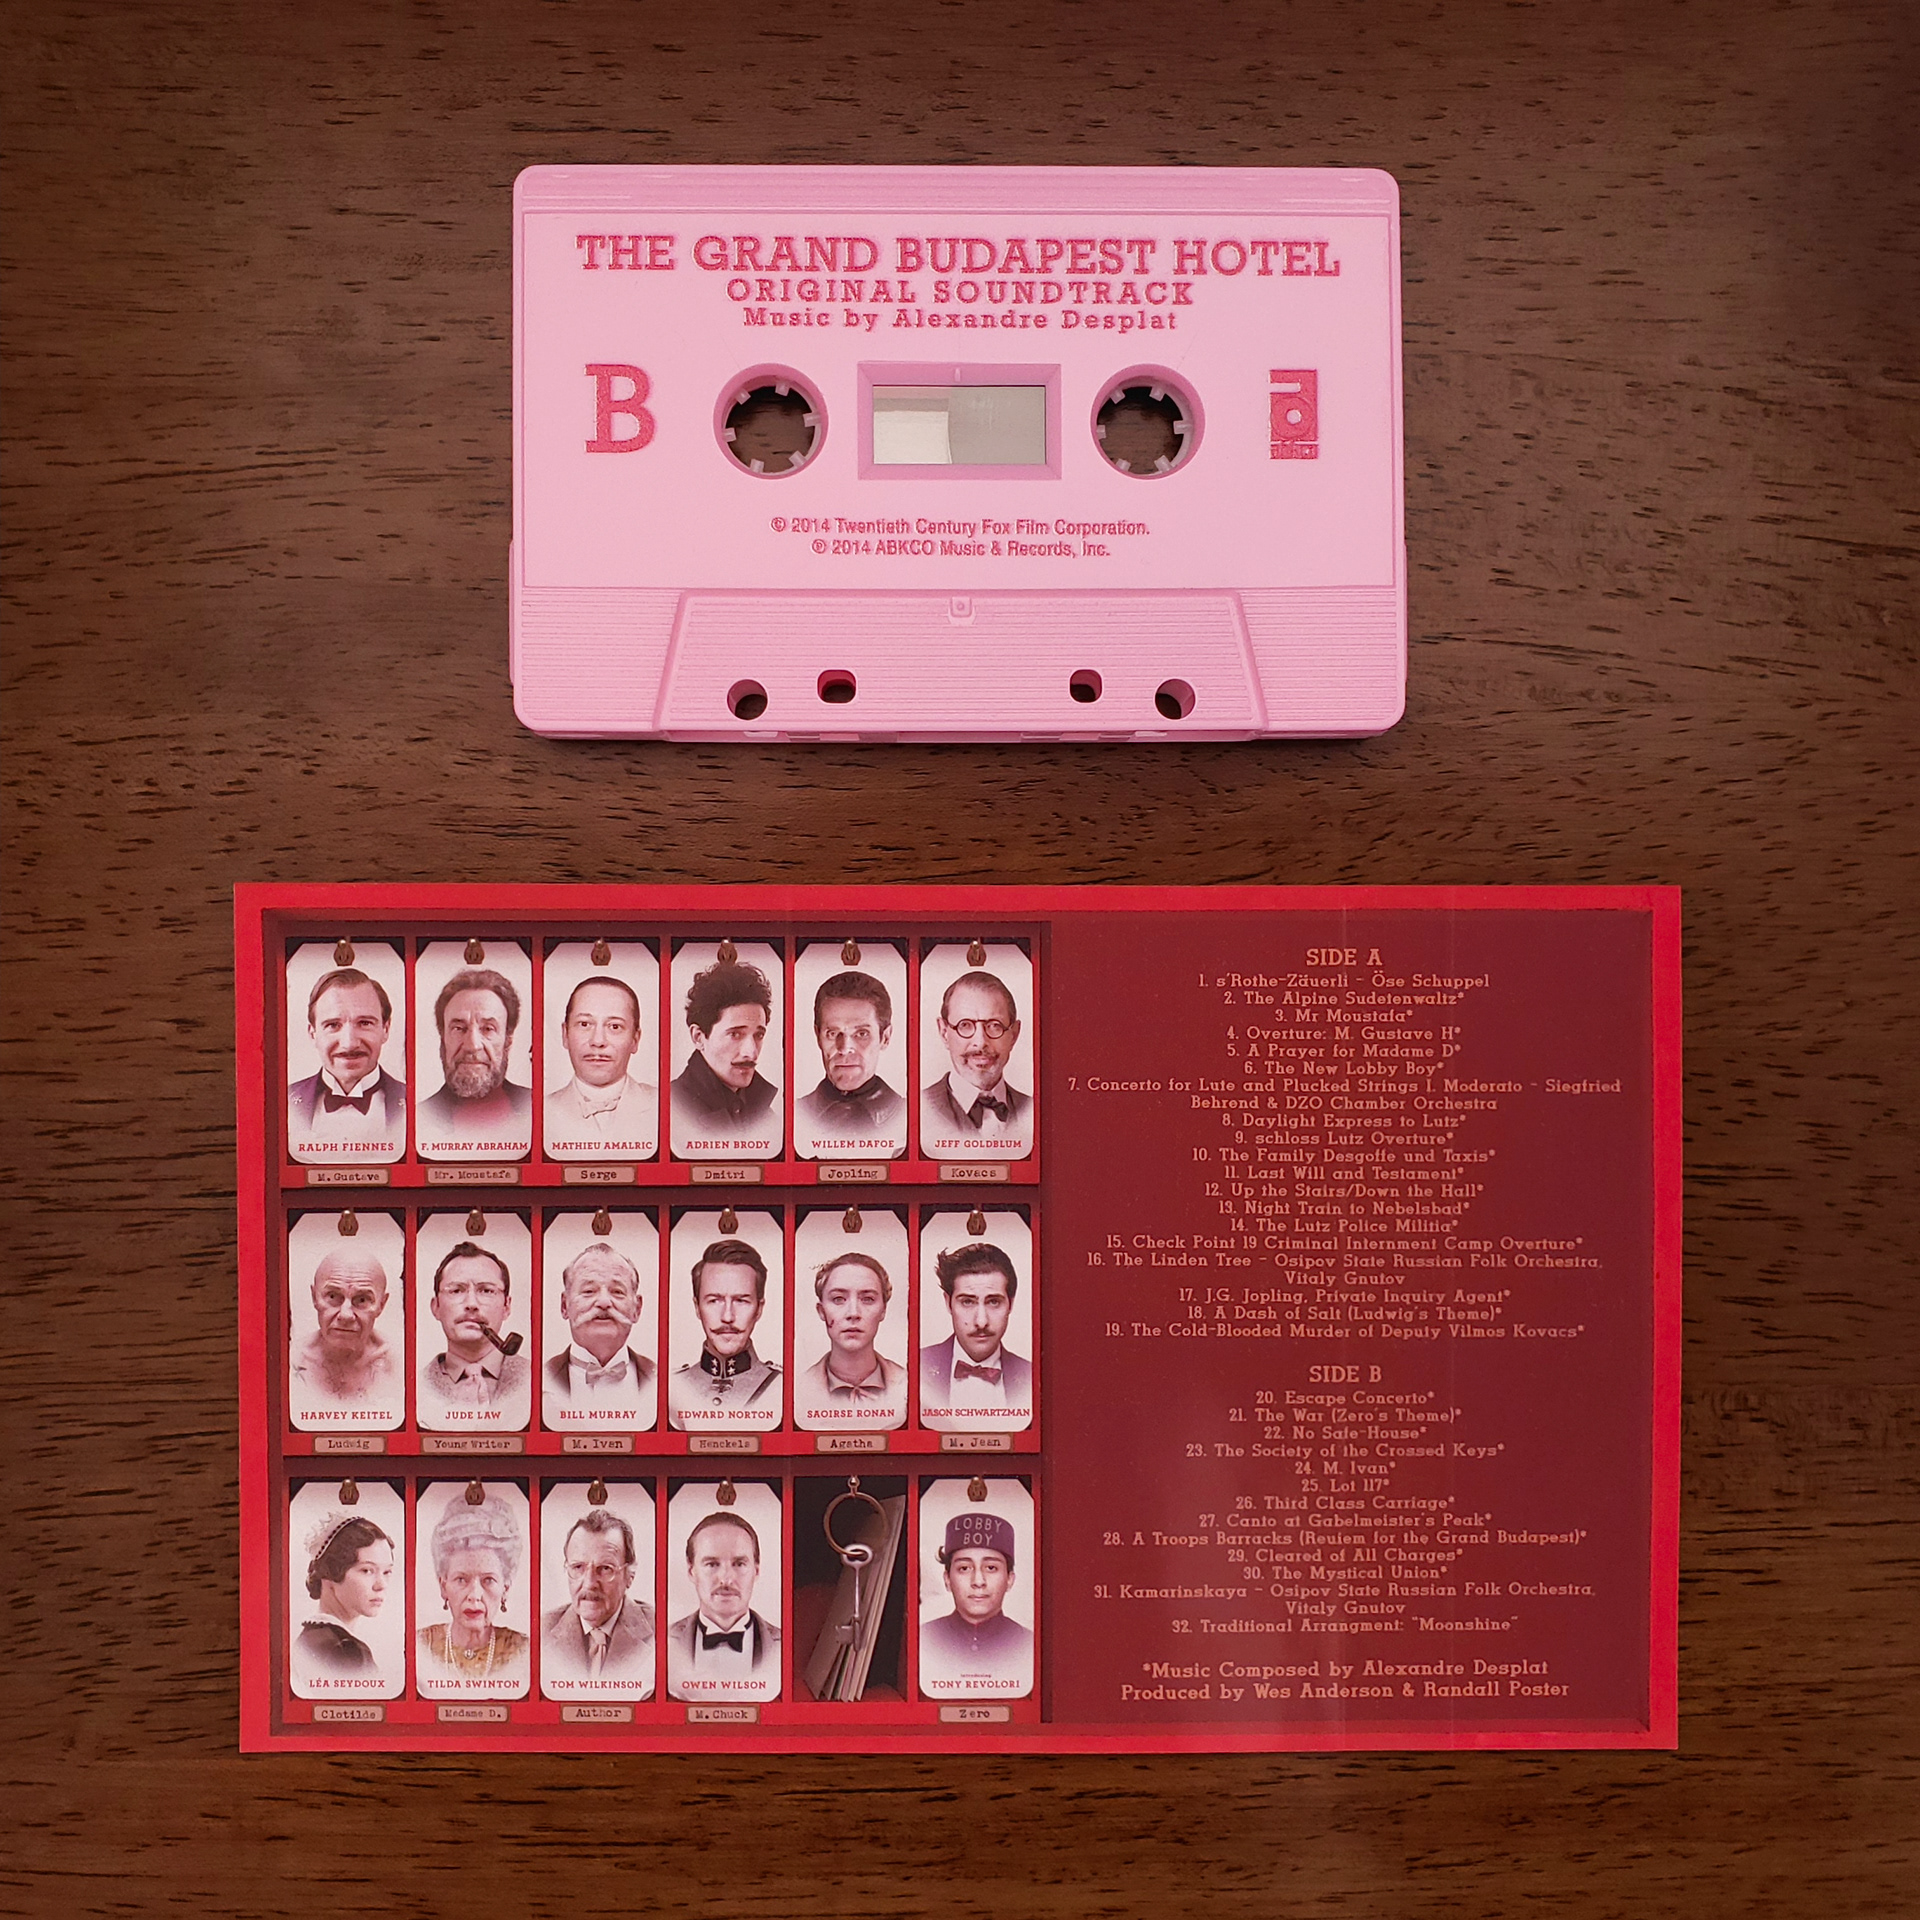 THE GRAND BUDAPEST HOTEL
ORIGINAL SOUNDTRACK
Music by Alexandre Desplat
B
© 2014 Twentieth Century Fox Film Corporation.
℗ 2014 ABKCO Music & Records, Inc.
RALPH FIENNES
F. MURRAY ABRAHAM
MATHIEU AMALRIC
ADRIEN BRODY
WILLEM DAFOE
JEFF GOLDBLUM
M. Gustave
Mr. Moustafa
Serge
Dmitri
Jopling
Kovacs
HARVEY KEITEL
JUDE LAW
BILL MURRAY
EDWARD NORTON
SAOIRSE RONAN
JASON SCHWARTZMAN
Ludwig
Young Writer
M. Ivan
Henckels
Agatha
M. Jean
LOBBY
BOY
LÉA SEYDOUX
TILDA SWINTON
TOM WILKINSON
OWEN WILSON
introducing
TONY REVOLORI
Clotilde
Madame D.
Author
M. Chuck
Zero
SIDE A
1. s'Rothe-Zäuerli - Öse Schuppel
2. The Alpine Sudetenwaltz*
3. Mr Moustafa*
4. Overture: M. Gustave H*
5. A Prayer for Madame D*
6. The New Lobby Boy*
7. Concerto for Lute and Plucked Strings I. Moderato - Siegfried
Behrend & DZO Chamber Orchestra
8. Daylight Express to Lutz*
9. schloss Lutz Overture*
10. The Family Desgoffe und Taxis*
11. Last Will and Testament*
12. Up the Stairs/Down the Hall*
13. Night Train to Nebelsbad*
14. The Lutz Police Militia*
15. Check Point 19 Criminal Internment Camp Overture*
16. The Linden Tree - Osipov State Russian Folk Orchestra,
Vitaly Gnutov
17. J.G. Jopling, Private Inquiry Agent*
18. A Dash of Salt (Ludwig's Theme)*
19. The Cold-Blooded Murder of Deputy Vilmos Kovacs*
SIDE B
20. Escape Concerto*
21. The War (Zero's Theme)*
22. No Safe-House*
23. The Society of the Crossed Keys*
24. M. Ivan*
25. Lot 117*
26. Third Class Carriage*
27. Canto at Gabelmeister's Peak*
28. A Troops Barracks (Reuiem for the Grand Budapest)*
29. Cleared of All Charges*
30. The Mystical Union*
31. Kamarinskaya - Osipov State Russian Folk Orchestra,
Vitaly Gnutov
32. Traditional Arrangment: "Moonshine"
*Music Composed by Alexandre Desplat
Produced by Wes Anderson & Randall Poster